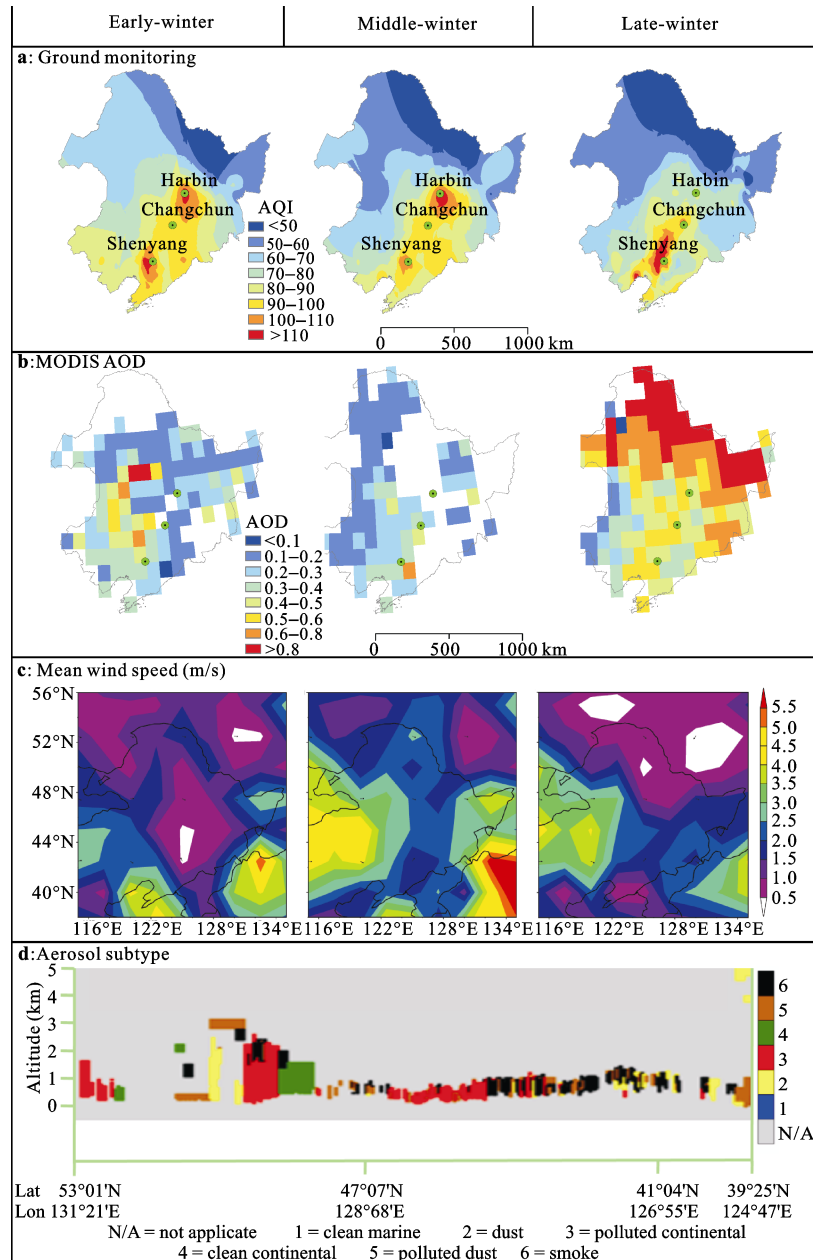 Early-winter Middle-winter Late-winter
a: Ground monitoring
Harbin Harbin Harbin
Changchun Changchun Changchun
AQI
Shenyang Shenyang Shenyang
<50
50–60
60–70
70–80
80–90
90–100
100–110
>110
0 500 1000 km
b:MODIS AOD
AOD
<0.1
0.1–0.2
0.2–0.3
0.3–0.4
0.4–0.5
0.5–0.6
0.6–0.8
>0.8
0 500 1000 km
c: Mean wind speed (m/s)
56°N
52°N
48°N
44°N
40°N
116°E 122°E 128°E 134°E 116°E 122°E 128°E 134°E 116°E 122°E 128°E 134°E
5.5
5.0
4.5
4.0
3.5
3.0
2.5
2.0
1.5
1.0
0.5
d: Aerosol subtype
Altitude (km)
5
4
3
2
1
0
6
5
4
3
2
1
N/A
Lat 53°01'N 47°07'N 41°04'N 39°25'N
Lon 131°21'E 128°68'E 126°55'E 124°47'E
N/A = not applicate 1 = clean marine 2 = dust 3 = polluted continental
4 = clean continental 5 = polluted dust 6 = smoke